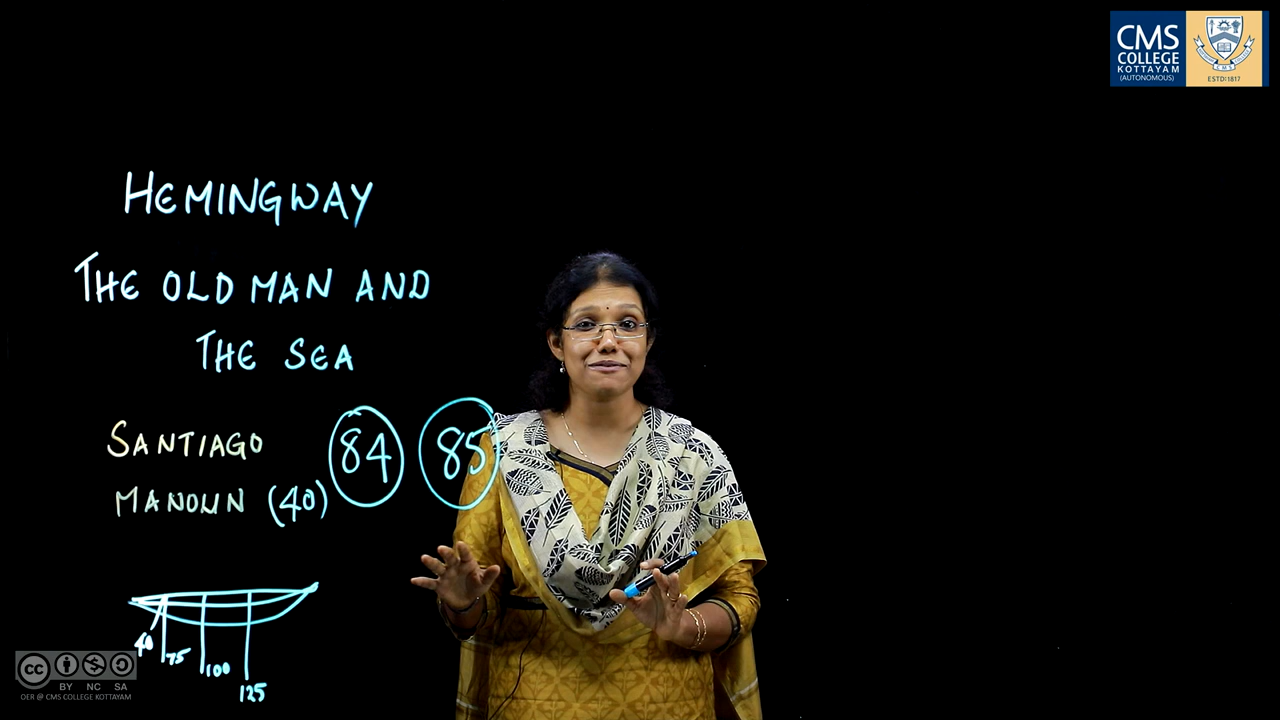 CMS
COLLEGE
KOTTAYAM
(AUTONOMOUS)
ESTD:1817
HEMINGWAY
THE OLD MAN AND
THE SEA
SANTIAGO 84 85
MANOLIN (40)
40
75
100
125
cc
BY NC SA
OER @ CMS COLLEGE KOTTAYAM